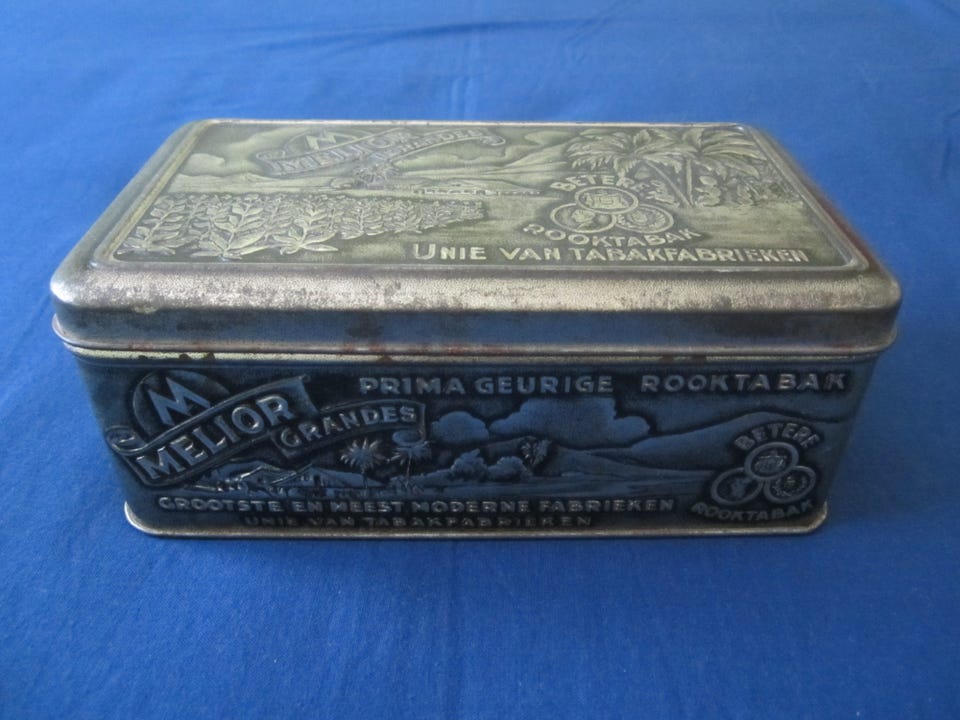 M
MELIOR
BETERE
ROOKTABAK
UNIE VAN TABAKFABRIEKEN
M
MELIOR
GRANDES
PRIMA GEURIGE ROOKTABAK
BETERE
ROOKTABAK
GROOTSTE EN MEEST MODERNE FABRIEKEN
UNIE VAN TABAKFABRIEKEN